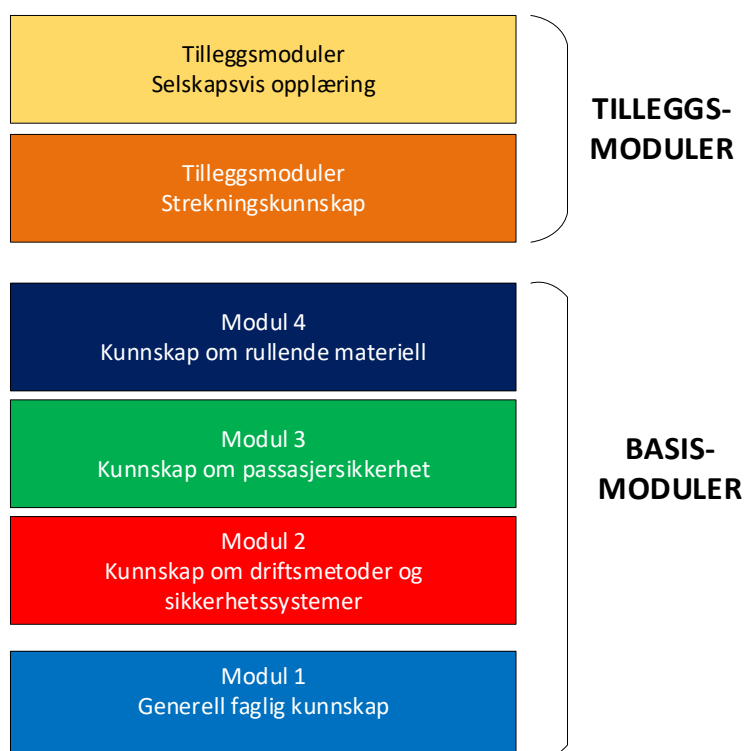 Tilleggsmoduler
Selskapsvis opplæring
Tilleggsmoduler
Strekningskunnskap
TILLEGGS-
MODULER
Modul 4
Kunnskap om rullende materiell
Modul 3
Kunnskap om passasjersikkerhet
Modul 2
Kunnskap om driftsmetoder og
sikkerhetssystemer
Modul 1
Generell faglig kunnskap
BASIS-
MODULER